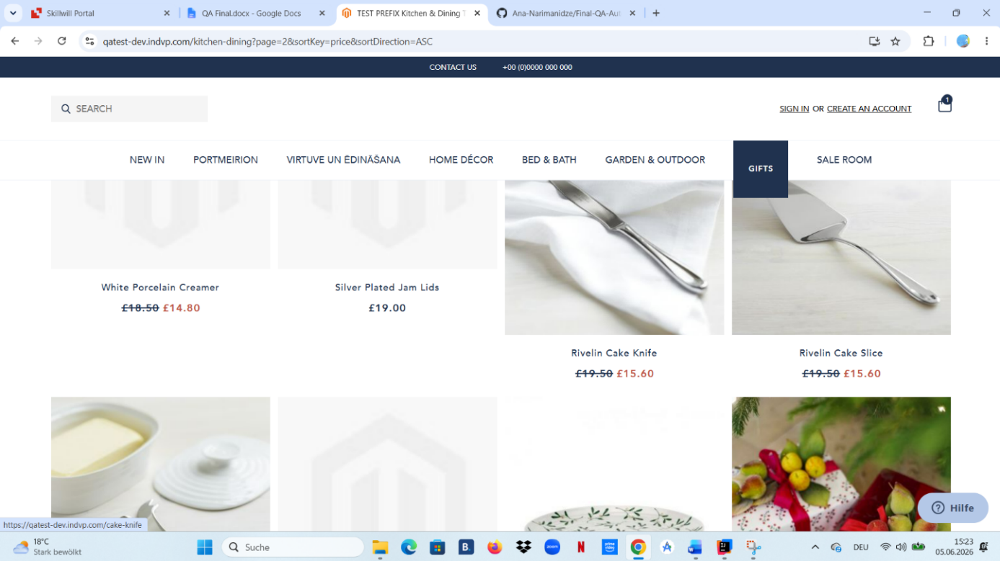 Skillwill Portal
QA Final.docx - Google Docs
TEST PREFIX Kitchen & Dining T
Ana-Narimanidze/Final-QA-Au
qatest-dev.indvp.com/kitchen-dining?page=2&sortKey=price&sortDirection=ASC
CONTACT US +00 (0)0000 000 000
SEARCH
SIGN IN OR CREATE AN ACCOUNT
1
NEW IN
PORTMEIRION
VIRTUVE UN ĒDINĀŠANA
HOME DÉCOR
BED & BATH
GARDEN & OUTDOOR
GIFTS
SALE ROOM
White Porcelain Creamer
£18.50 £14.80
Silver Plated Jam Lids
£19.00
Rivelin Cake Knife
£19.50 £15.60
Rivelin Cake Slice
£19.50 £15.60
Hilfe
https://qatest-dev.indvp.com/cake-knife
18°C
Stark bewölkt
Suche
B.
zoom
N
prime video
DEU
15:23
05.06.2026